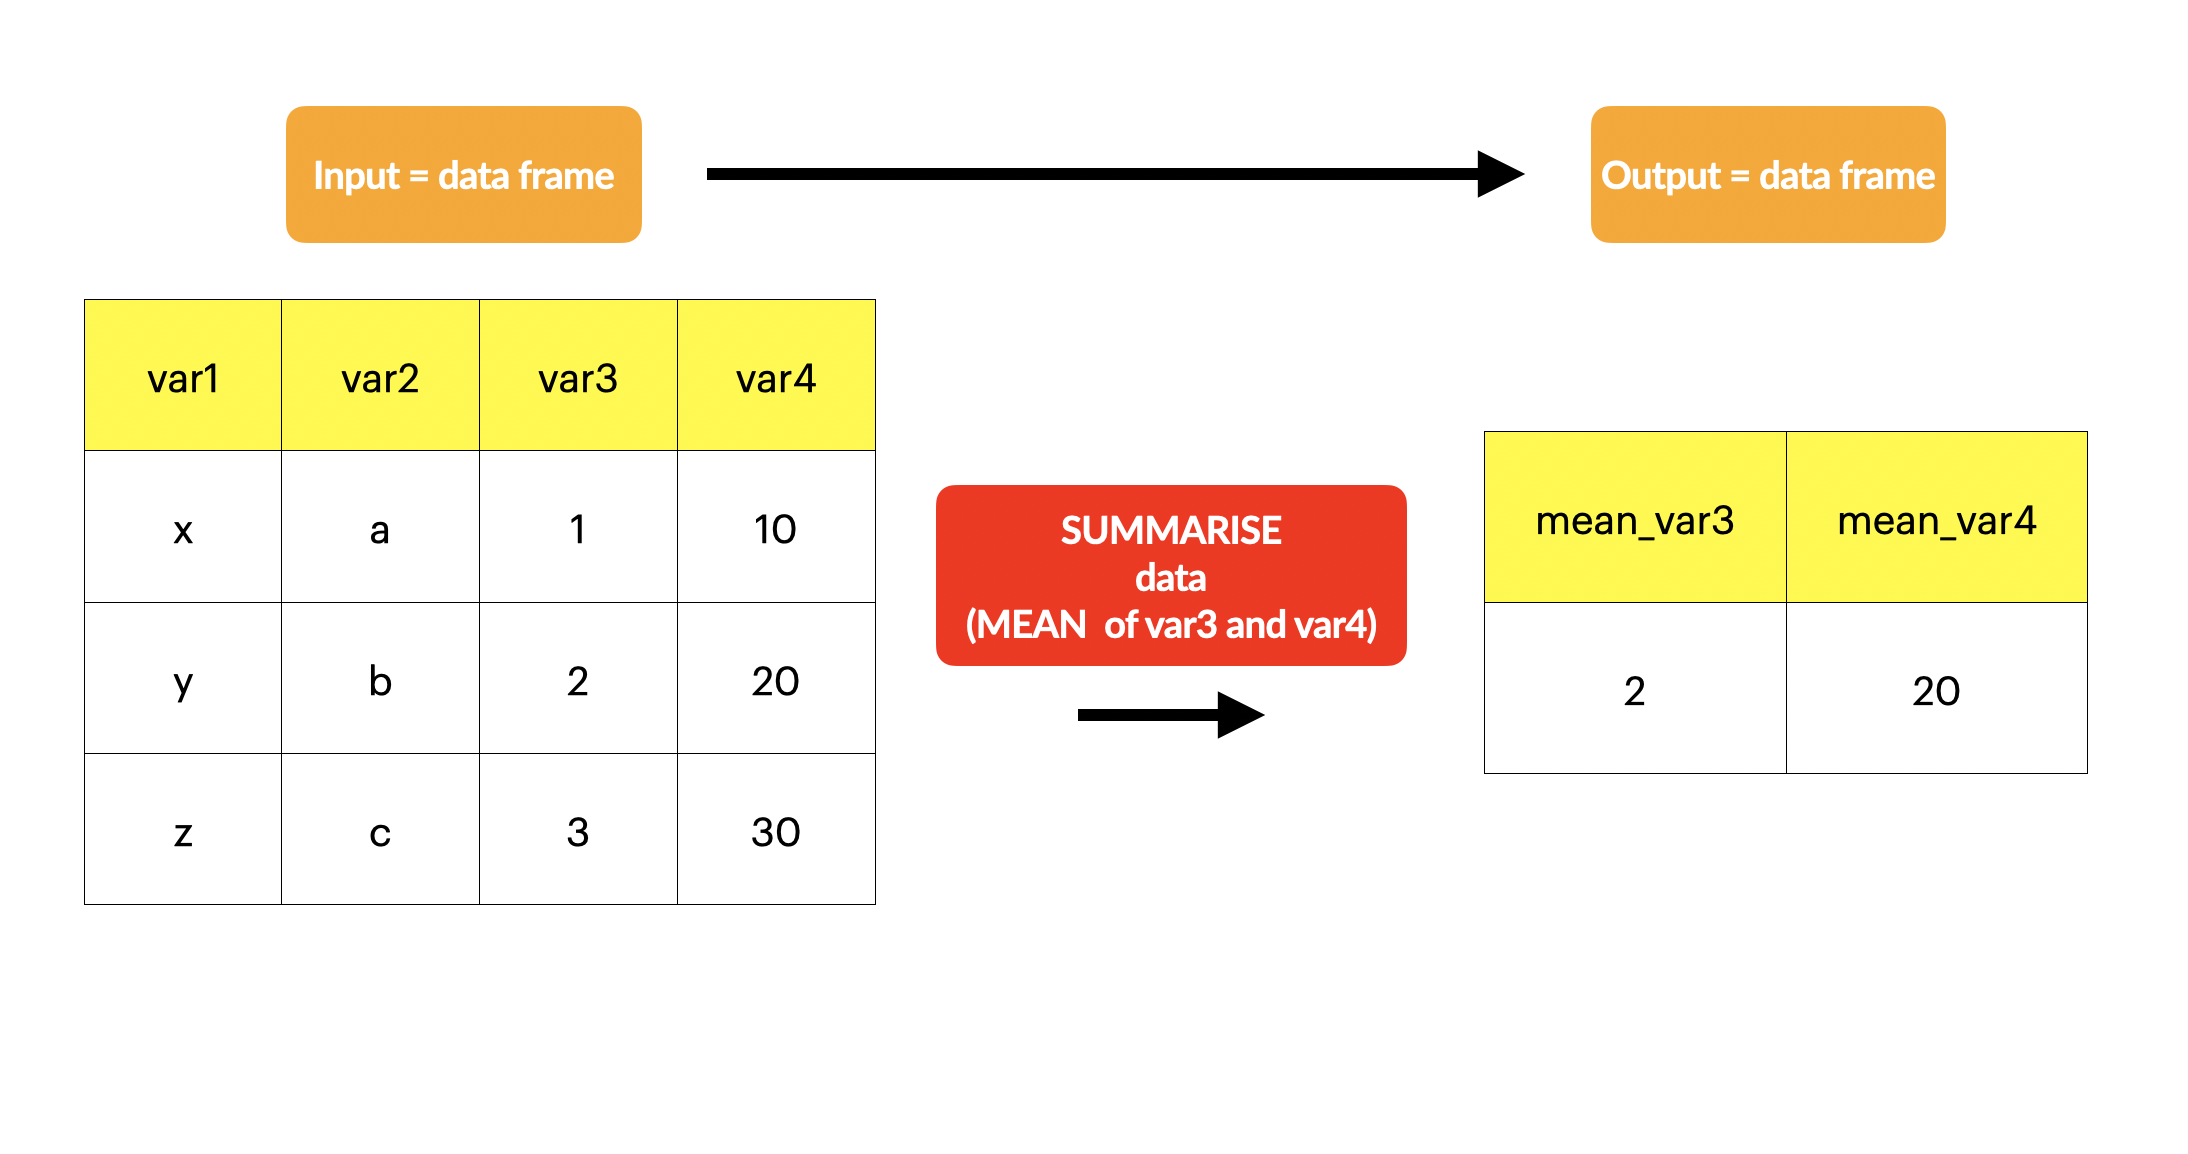 Input = data frame
Output = data frame
var1 var2 var3 var4
x a 1 10
y b 2 20
z c 3 30
SUMMARISE
data
(MEAN of var3 and var4)
mean_var3 mean_var4
2 20